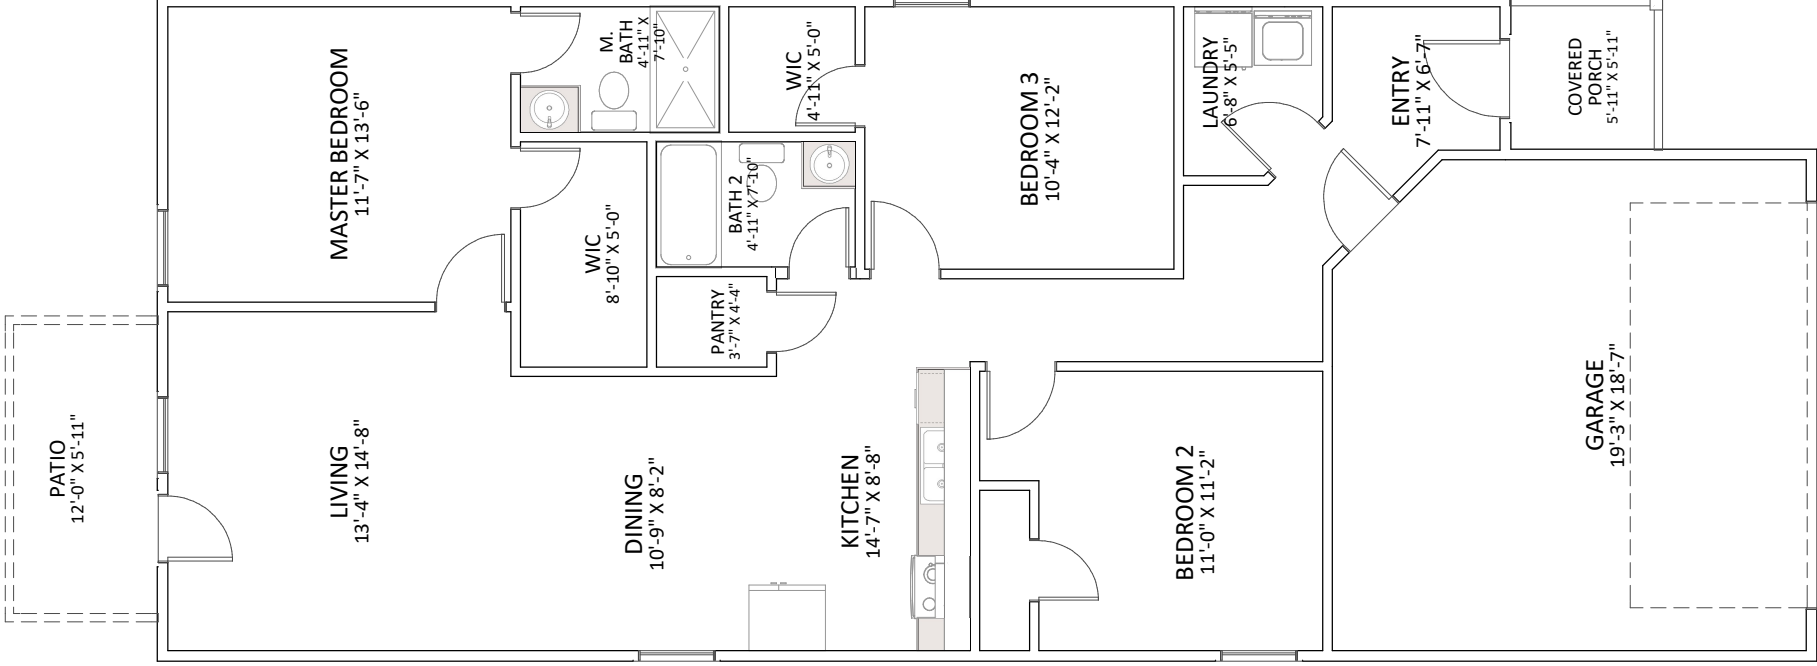 MASTER BEDROOM
11'-7" X 13'-6"
M.
BATH
4'-11" X
7'-10"
WIC
4'-11" X 5'-0"
BEDROOM 3
10'-4" X 12'-2"
LAUNDRY
6'-8" X 5'-5"
ENTRY
7'-11" X 6'-7"
COVERED
PORCH
5'-11" X 5'-11"
WIC
8'-10" X 5'-0"
BATH 2
4'-11" X 7'-10"
PANTRY
3'-7" X 4'-4"
PATIO
12'-0" X 5'-11"
LIVING
13'-4" X 14'-8"
DINING
10'-9" X 8'-2"
KITCHEN
14'-7" X 8'-8"
BEDROOM 2
11'-0" X 11'-2"
GARAGE
19'-3" X 18'-7"